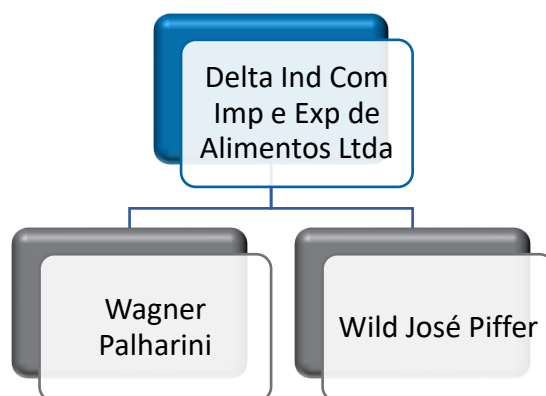 Delta Ind Com
Imp e Exp de
Alimentos Ltda
Wagner
Palharini
Wild José Piffer